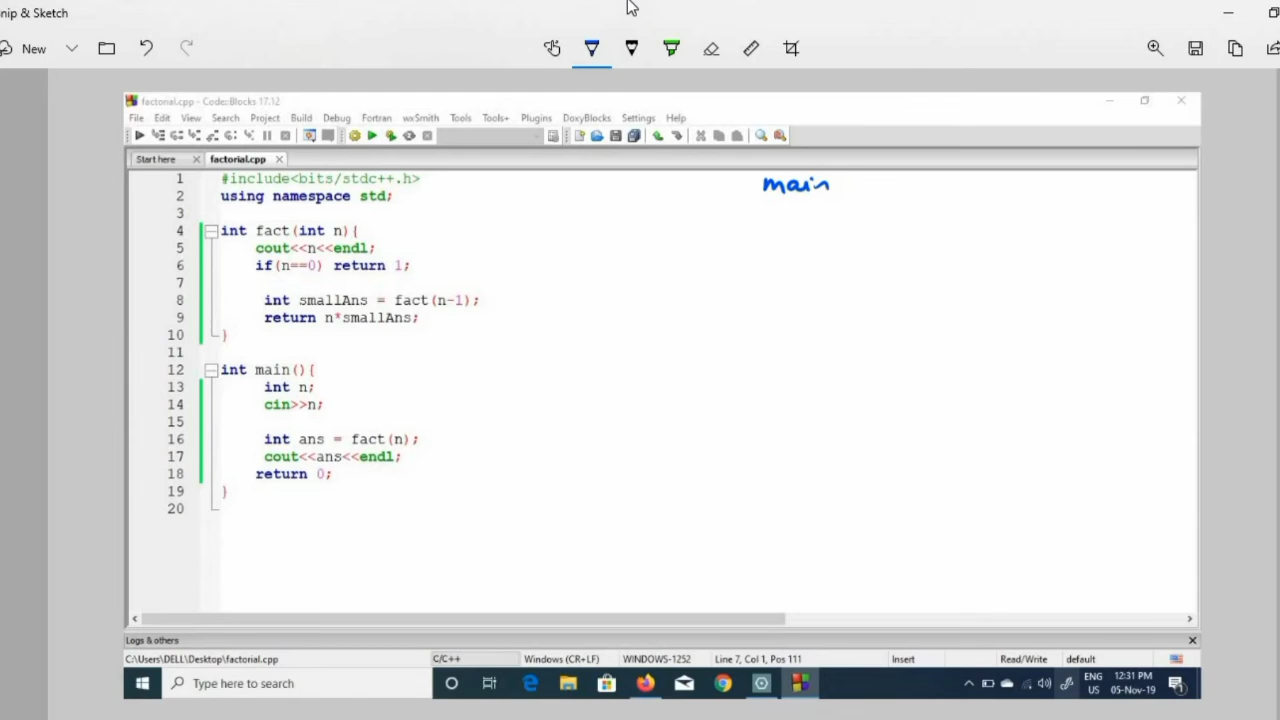 nip & Sketch
New
factorial.cpp - Code::Blocks 17.12
File Edit View Search Project Build Debug Fortran wxSmith Tools Tools+ Plugins DoxyBlocks Settings Help
Start here factorial.cpp
main
1 #include<bits/stdc++.h>
2 using namespace std;
3
4 int fact(int n){
5 cout<<n<<endl;
6 if(n==0) return 1;
7
8 int smallAns = fact(n-1);
9 return n*smallAns;
10 }
11
12 int main(){
13 int n;
14 cin>>n;
15
16 int ans = fact(n);
17 cout<<ans<<endl;
18 return 0;
19 }
20
Logs & others
C:\Users\DELL\Desktop\factorial.cpp C/C++ Windows (CR+LF) WINDOWS-1252 Line 7, Col 1, Pos 111 Insert Read/Write default
Type here to search
ENG 12:31 PM
US 05-Nov-19
1